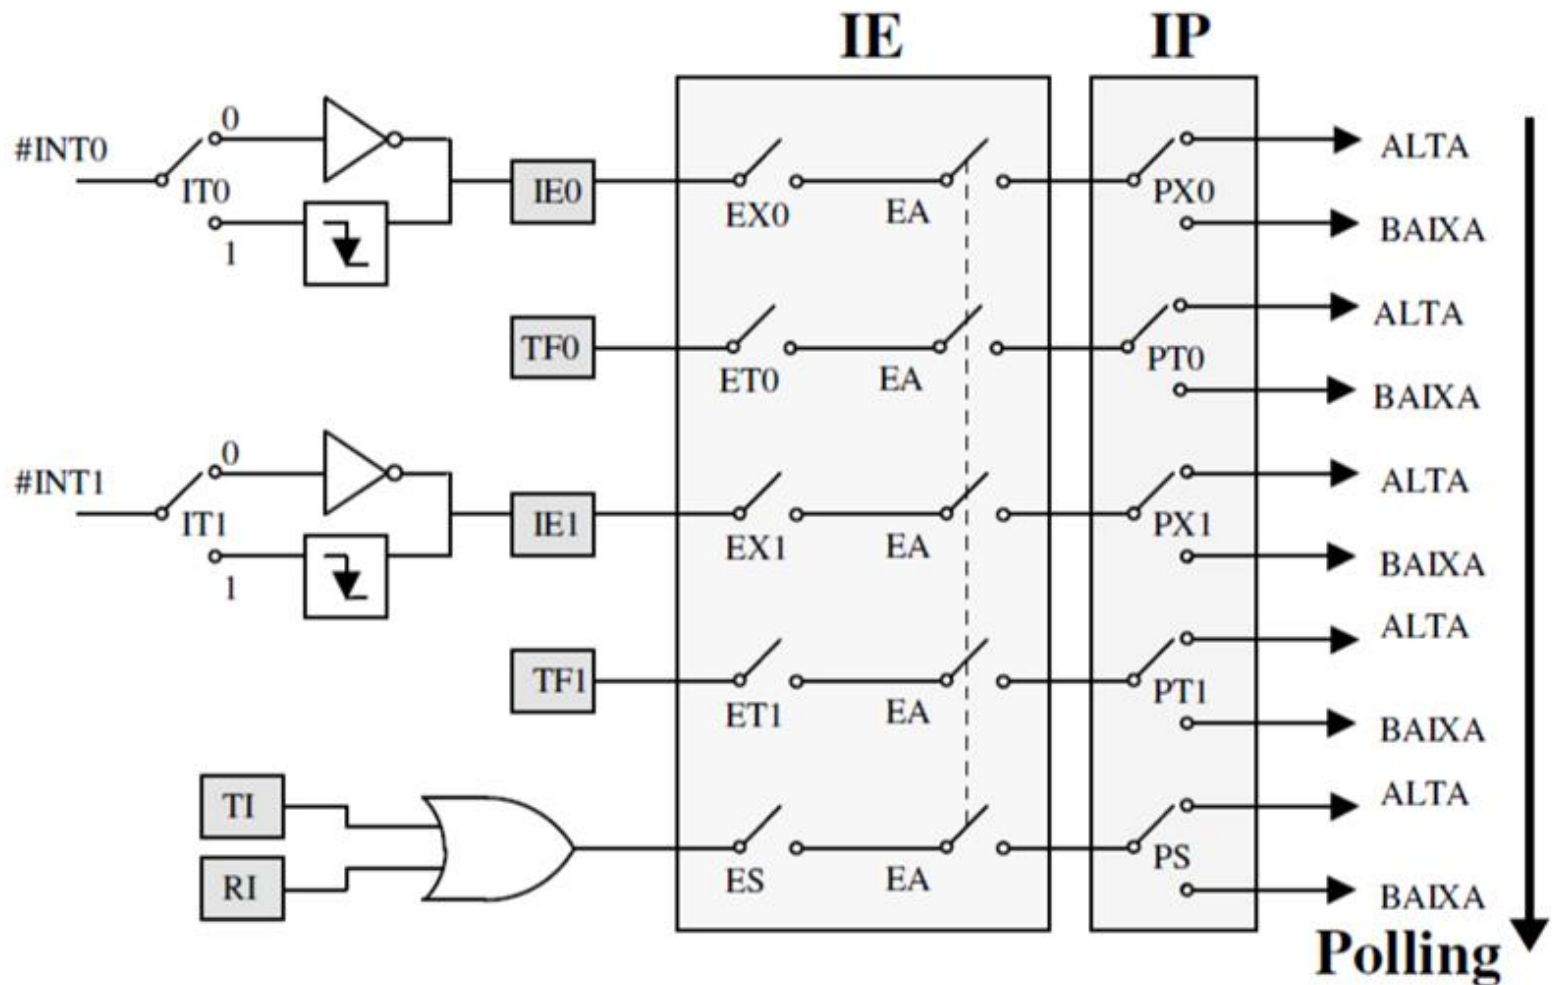 IE IP
0
#INT0
IT0
1
IE0
EX0 EA
PX0
ALTA
BAIXA
TF0
ET0 EA
PT0
ALTA
BAIXA
0
#INT1
IT1
1
IE1
EX1 EA
PX1
ALTA
BAIXA
TF1
ET1 EA
PT1
ALTA
BAIXA
TI
RI
ES EA
PS
ALTA
BAIXA
Polling